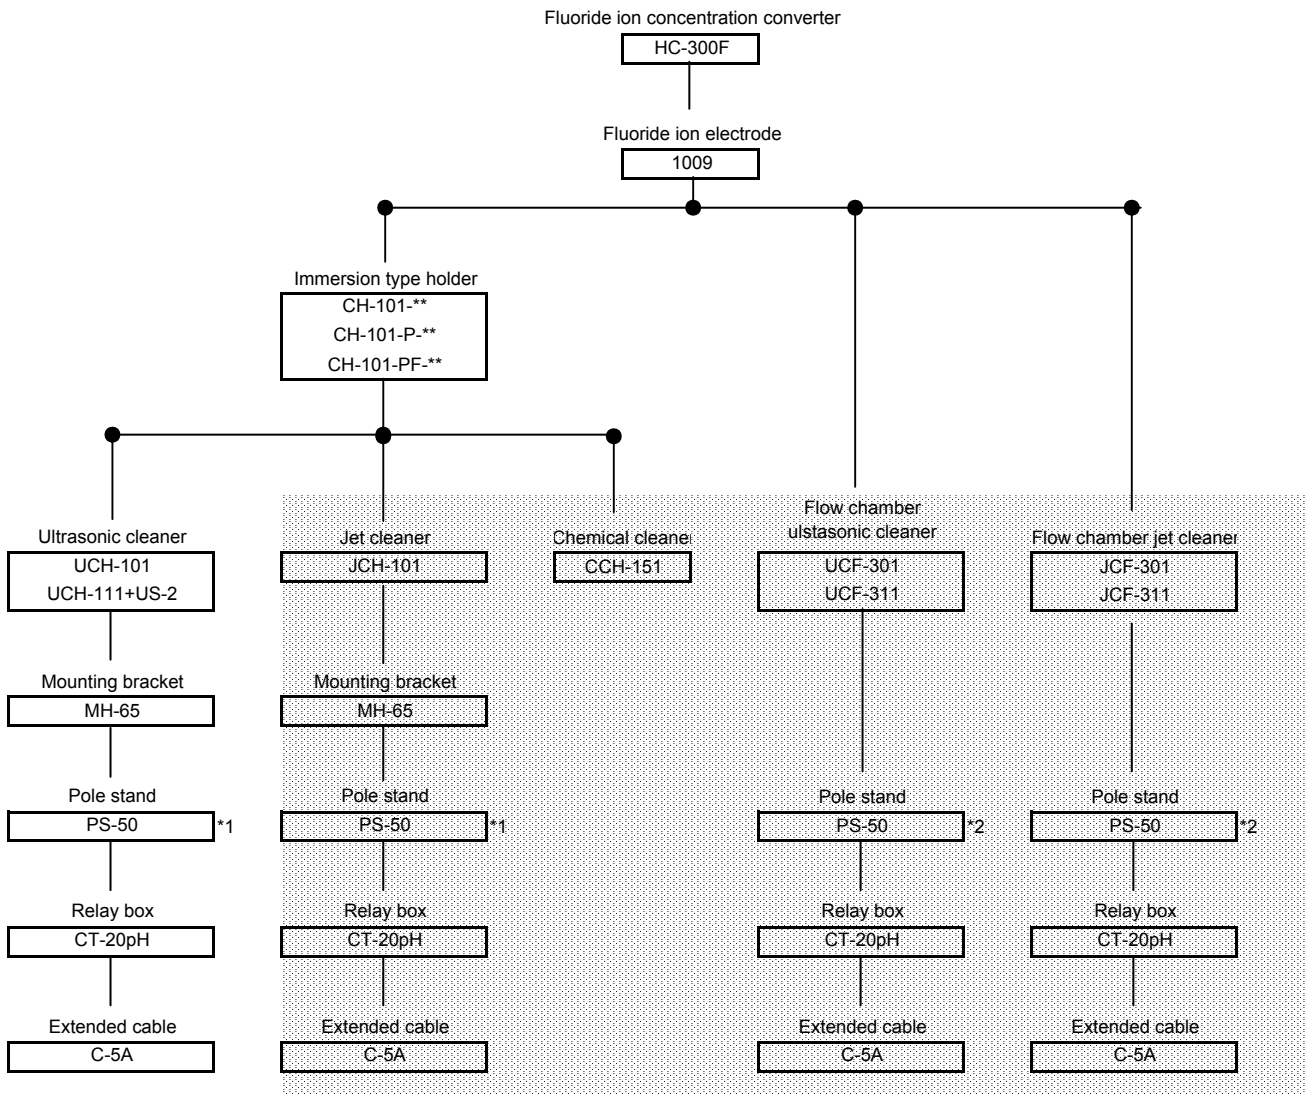 Fluoride ion concentration converter
HC-300F
Fluoride ion electrode
1009
Immersion type holder
CH-101-**
CH-101-P-**
CH-101-PF-**
Ultrasonic cleaner
UCH-101
UCH-111+US-2
Mounting bracket
MH-65
Pole stand
PS-50 *1
Relay box
CT-20pH
Extended cable
C-5A
Jet cleaner
JCH-101
Mounting bracket
MH-65
Pole stand
PS-50 *1
Relay box
CT-20pH
Extended cable
C-5A
Chemical cleaner
CCH-151
Flow chamber
ulstasonic cleaner
UCF-301
UCF-311
Pole stand
PS-50 *2
Relay box
CT-20pH
Extended cable
C-5A
Flow chamber jet cleaner
JCF-301
JCF-311
Pole stand
PS-50 *2
Relay box
CT-20pH
Extended cable
C-5A